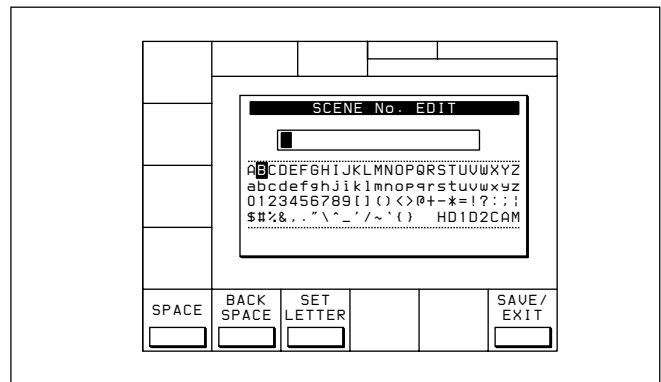 SCENE No. EDIT
ABCDEFGHIJKLMNOPQRSTUVWXYZ
abcdefghijklmnopqrstuvwxyz
0123456789[]()<>@+-*=!?:;¦
$#%&,."\^_'/~`{} HD1D2CAM
SPACE
BACK SPACE
SET LETTER
SAVE/ EXIT